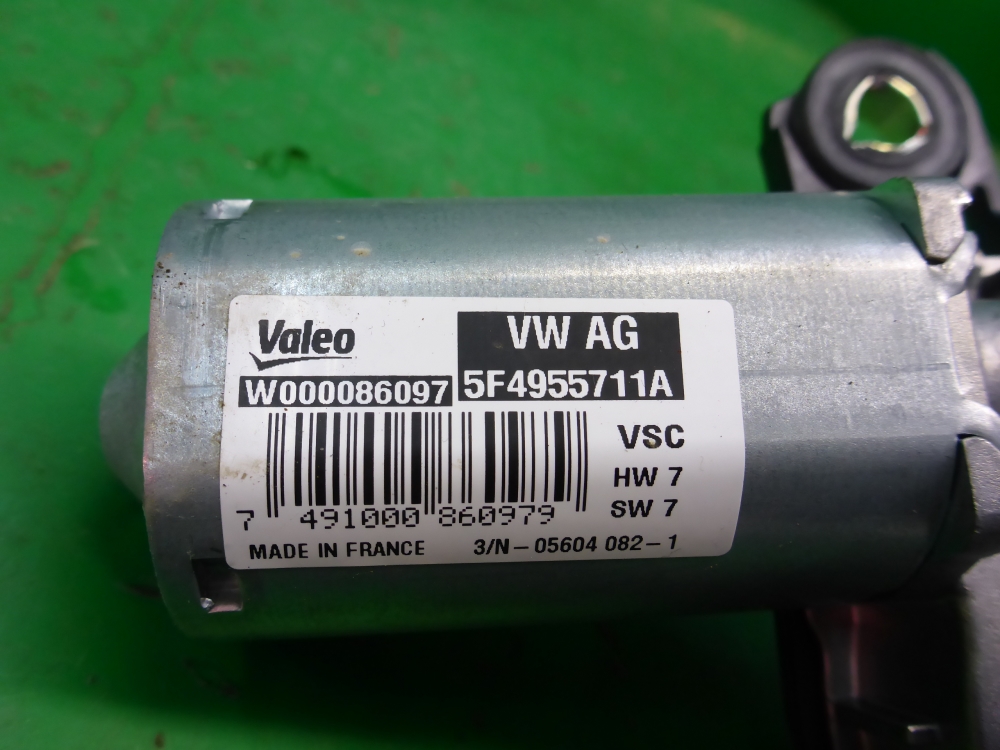 Valeo
VW AG
W000086097
5F4955711A
VSC
HW 7
SW 7
7 491000 860979
MADE IN FRANCE
3/N-05604 082-1